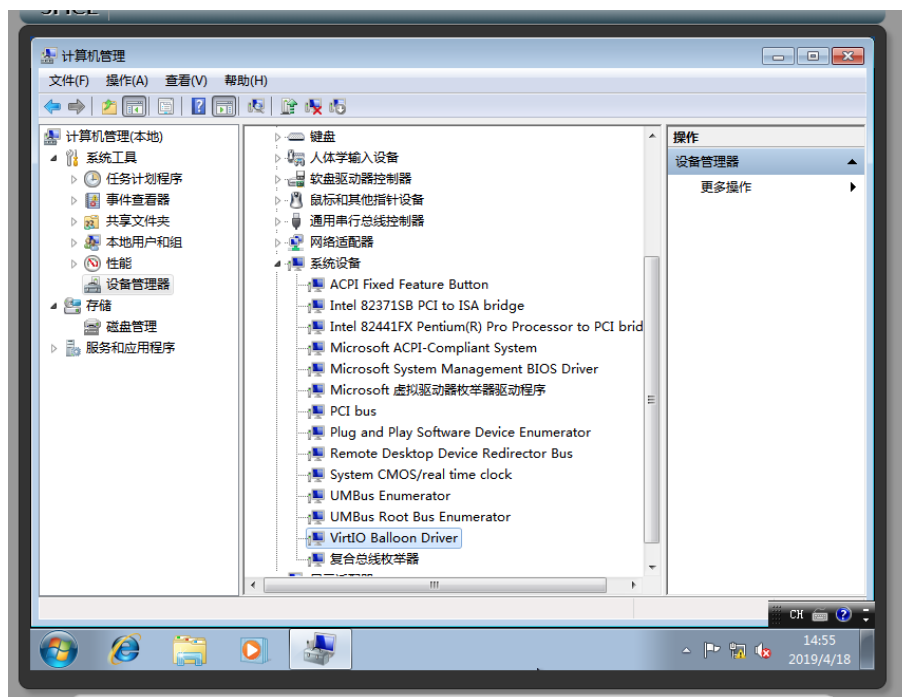 SPICE
计算机管理
文件(F) 操作(A) 查看(V) 帮助(H)
计算机管理(本地)
系统工具
任务计划程序
事件查看器
共享文件夹
本地用户和组
性能
设备管理器
存储
磁盘管理
服务和应用程序
键盘
人体学输入设备
软盘驱动器控制器
鼠标和其他指针设备
通用串行总线控制器
网络适配器
系统设备
ACPI Fixed Feature Button
Intel 82371SB PCI to ISA bridge
Intel 82441FX Pentium(R) Pro Processor to PCI brid
Microsoft ACPI-Compliant System
Microsoft System Management BIOS Driver
Microsoft 虚拟驱动器枚举器驱动程序
PCI bus
Plug and Play Software Device Enumerator
Remote Desktop Device Redirector Bus
System CMOS/real time clock
UMBus Enumerator
UMBus Root Bus Enumerator
VirtIO Balloon Driver
复合总线枚举器
操作
设备管理器
更多操作
CH
14:55
2019/4/18